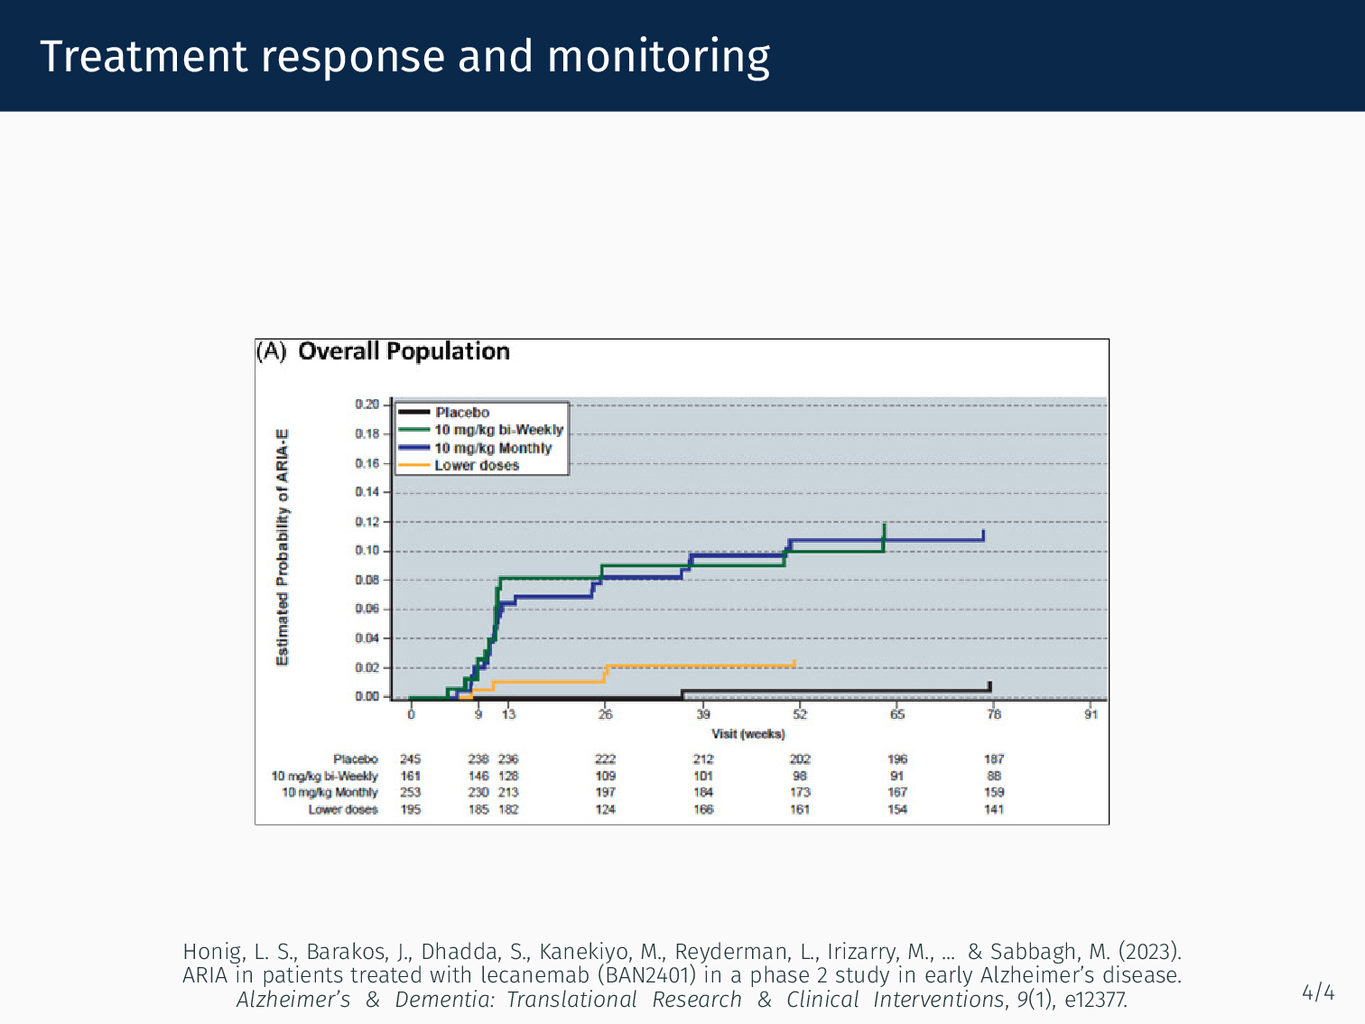 Treatment response and monitoring
(A) Overall Population
Estimated Probability of ARIA-E
0.20
0.18
0.16
0.14
0.12
0.10
0.08
0.06
0.04
0.02
0.00
Placebo
10 mg/kg bi-Weekly
10 mg/kg Monthly
Lower doses
0 9 13 26 39 52 65 78 91
Visit (weeks)
Placebo 245 238 236 222 212 202 196 187
10 mg/kg bi-Weekly 161 146 128 109 101 98 91 88
10 mg/kg Monthly 253 230 213 197 184 173 167 159
Lower doses 195 185 182 124 166 161 154 141
Honig, L. S., Barakos, J., Dhadda, S., Kanekiyo, M., Reyderman, L., Irizarry, M., ... & Sabbagh, M. (2023).
ARIA in patients treated with lecanemab (BAN2401) in a phase 2 study in early Alzheimer’s disease.
Alzheimer’s & Dementia: Translational Research & Clinical Interventions, 9(1), e12377.
4/4